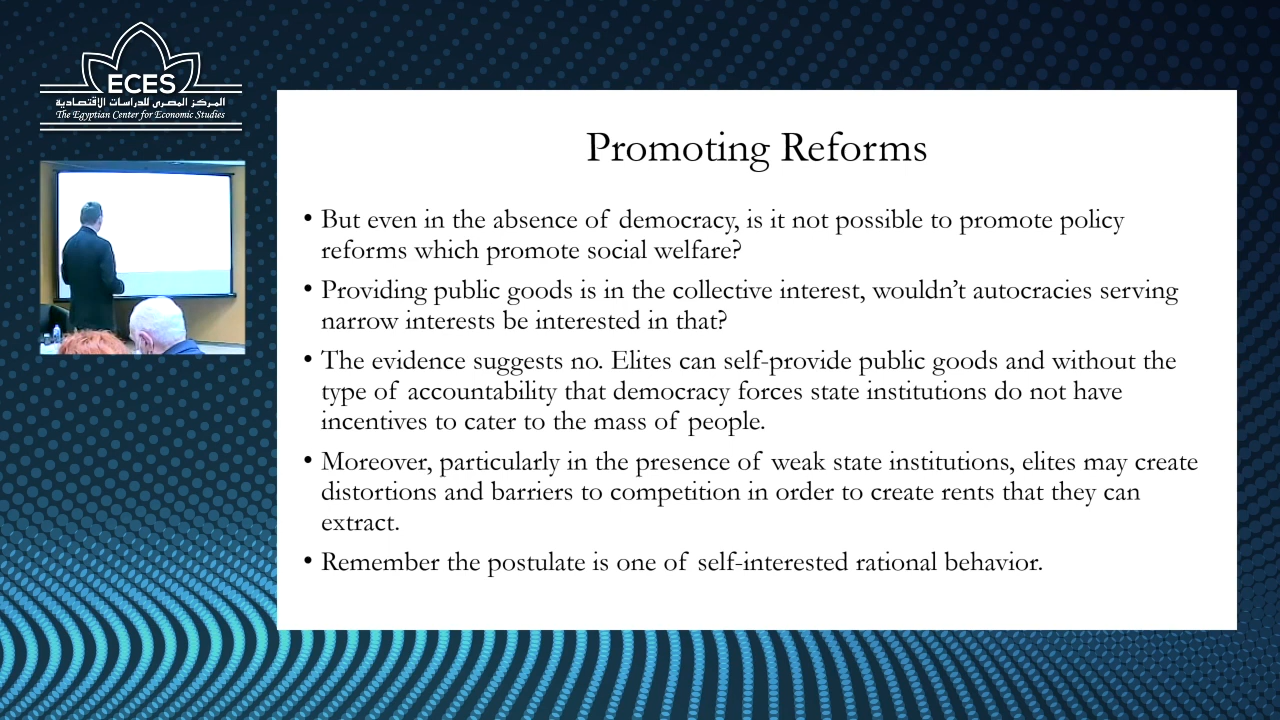 ECES
المركز المصرى للدراسات الاقتصادية
The Egyptian Center for Economic Studies
Promoting Reforms
• But even in the absence of democracy, is it not possible to promote policy
reforms which promote social welfare?
• Providing public goods is in the collective interest, wouldn't autocracies serving
narrow interests be interested in that?
• The evidence suggests no. Elites can self-provide public goods and without the
type of accountability that democracy forces state institutions do not have
incentives to cater to the mass of people.
• Moreover, particularly in the presence of weak state institutions, elites may create
distortions and barriers to competition in order to create rents that they can
extract.
• Remember the postulate is one of self-interested rational behavior.